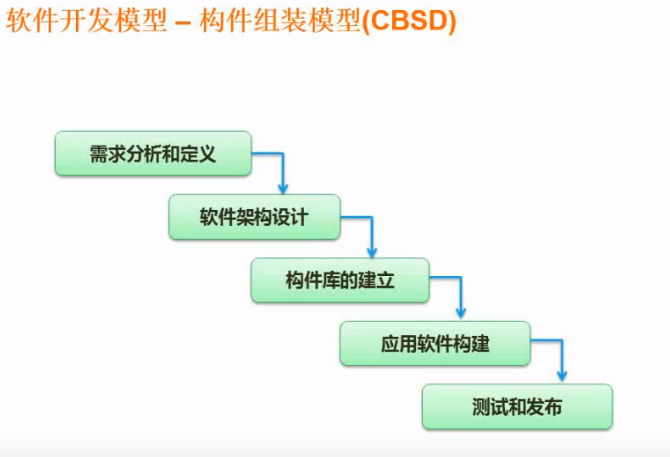 软件开发模型 – 构件组装模型(CBSD)
需求分析和定义
软件架构设计
构件库的建立
应用软件构建
测试和发布